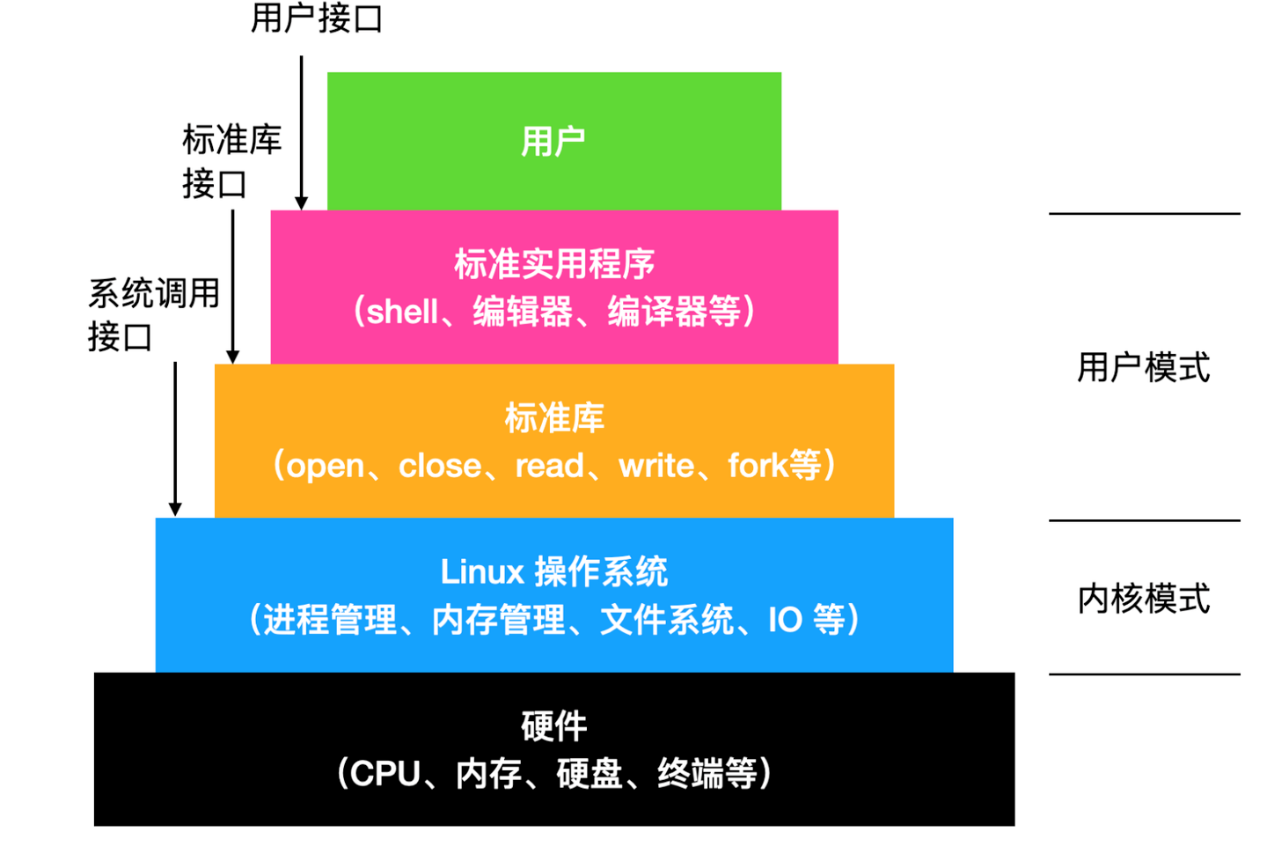 用户接口
用户
标准库
接口
标准实用程序
（shell、编辑器、编译器等）
系统调用
接口
用户模式
标准库
（open、close、read、write、fork等）
Linux 操作系统
（进程管理、内存管理、文件系统、IO 等）
内核模式
硬件
（CPU、内存、硬盘、终端等）